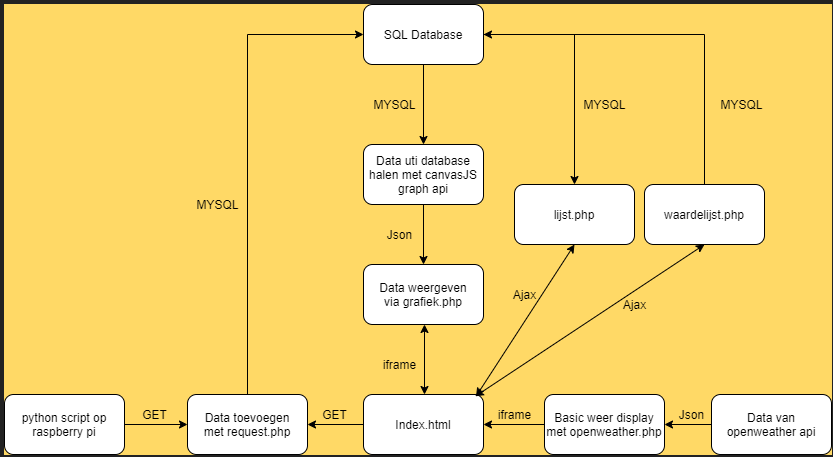 SQL Database
MYSQL
MYSQL
MYSQL
Data uti database
halen met canvasJS
graph api
lijst.php
waardelijst.php
MYSQL
Json
Data weergeven
via grafiek.php
Ajax
Ajax
iframe
python script op
raspberry pi
GET
Data toevoegen
met request.php
GET
Index.html
iframe
Basic weer display
met openweather.php
Json
Data van
openweather api